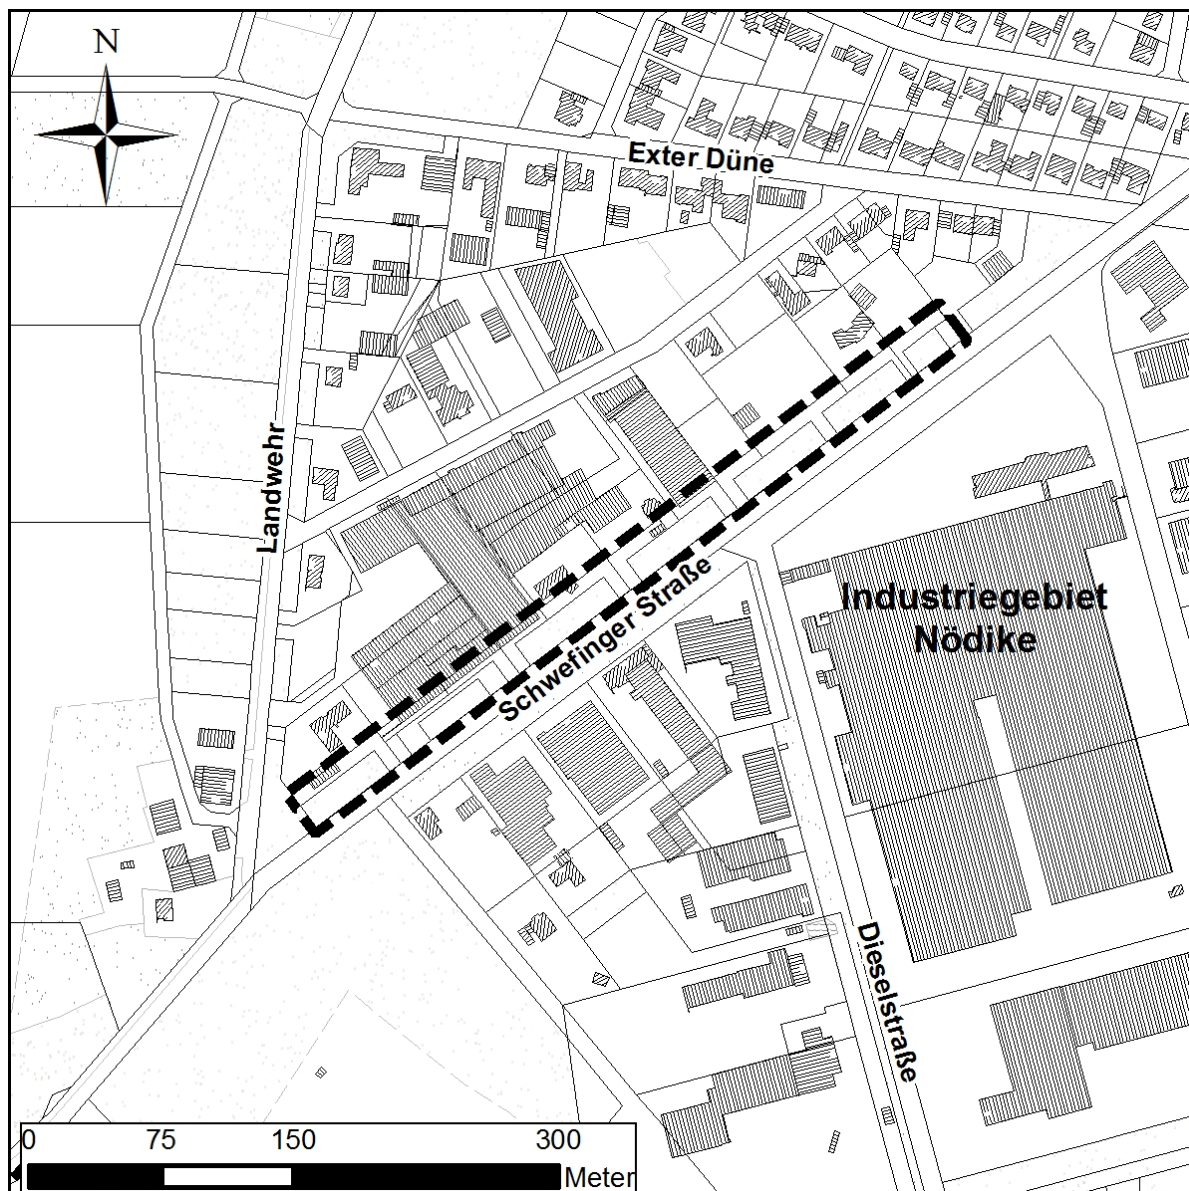 N
Exter Düne
Landwehr
Schwefinger Straße
Industriegebiet
Nödike
Dieselstraße
0 75 150 300
Meter